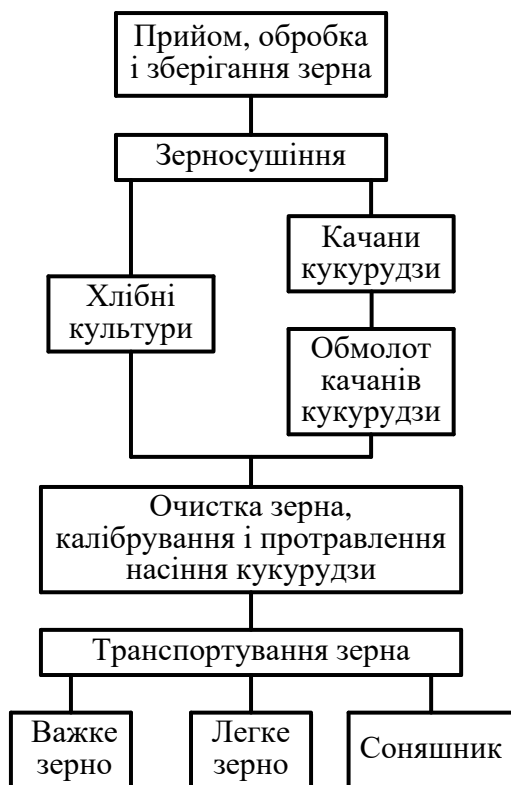 Прийом, обробка
і зберігання зерна
Зерносушіння
Хлібні
культури
Качани
кукурудзи
Обмолот
качанів
кукурудзи
Очистка зерна,
калібрування і протравлення
насіння кукурудзи
Транспортування зерна
Важке
зерно
Легке
зерно
Соняшник